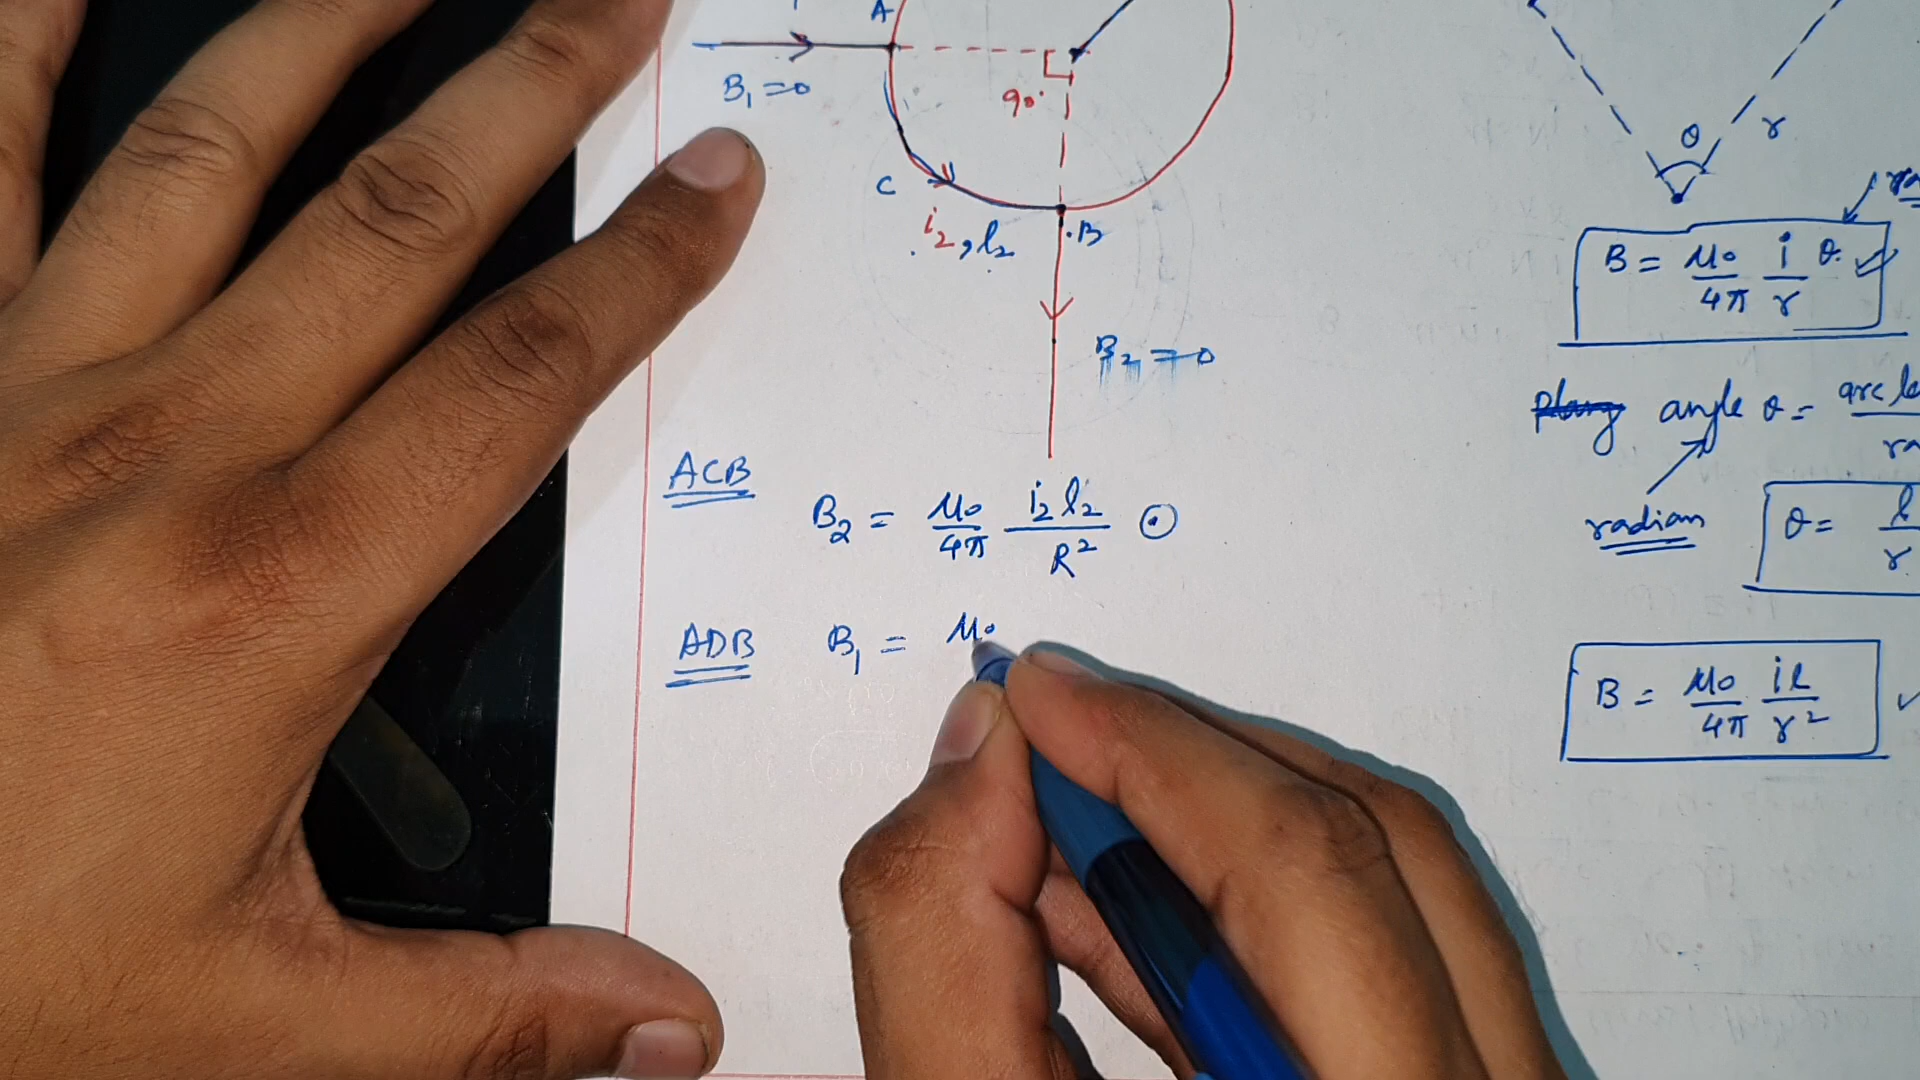 A
B₁ = 0
90°
C
i₂, l₂
.B
B₂ = 0
ACB
B₂ = μ₀/4π i₂l₂/R² ⊙
ADB B₁ = μ₀
θ
r
B = μ₀/4π i/r θ
angle θ =
radian
θ = l/r
B = μ₀/4π il/r²